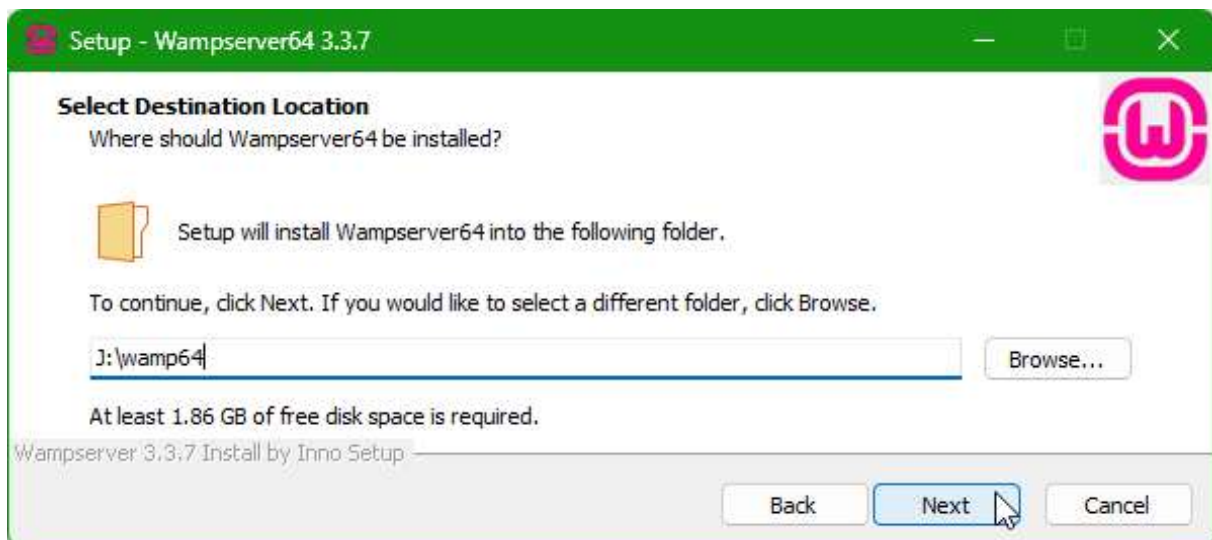 Setup - Wampserver64 3.3.7
Select Destination Location
Where should Wampserver64 be installed?
Setup will install Wampserver64 into the following folder.
To continue, click Next. If you would like to select a different folder, click Browse.
J:\wamp64
Browse...
At least 1.86 GB of free disk space is required.
Wampserver 3.3.7 Install by Inno Setup
Back
Next
Cancel